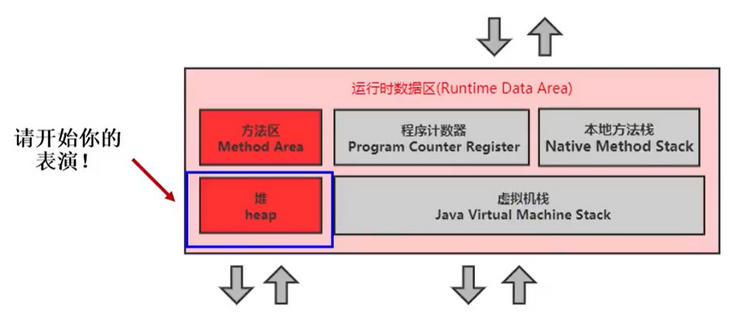 运行时数据区(Runtime Data Area)
请开始你的
表演！
方法区
Method Area
程序计数器
Program Counter Register
本地方法栈
Native Method Stack
堆
heap
虚拟机栈
Java Virtual Machine Stack